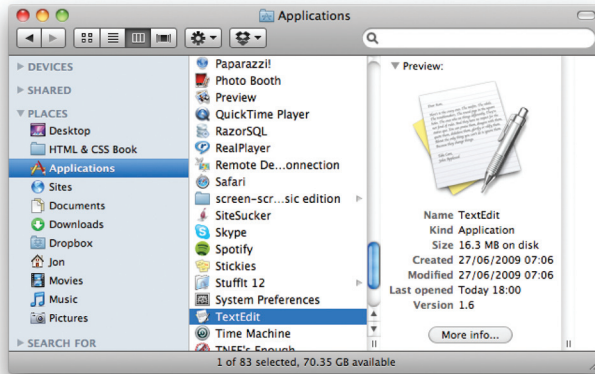 Applications
DEVICES
SHARED
PLACES
Desktop
HTML & CSS Book
Applications
Sites
Documents
Downloads
Dropbox
Jon
Movies
Music
Pictures
SEARCH FOR
Paparazzi!
Photo Booth
Preview
QuickTime Player
RazorSQL
RealPlayer
Remote De...onnection
Safari
screen-scr...sic edition
SiteSucker
Skype
Spotify
Stickies
StuffIt 12
System Preferences
TextEdit
Time Machine
TNEF's Enough
Preview:
Name TextEdit
Kind Application
Size 16.3 MB on disk
Created 27/06/2009 07:06
Modified 27/06/2009 07:06
Last opened Today 18:00
Version 1.6
More info...
1 of 83 selected, 70.35 GB available